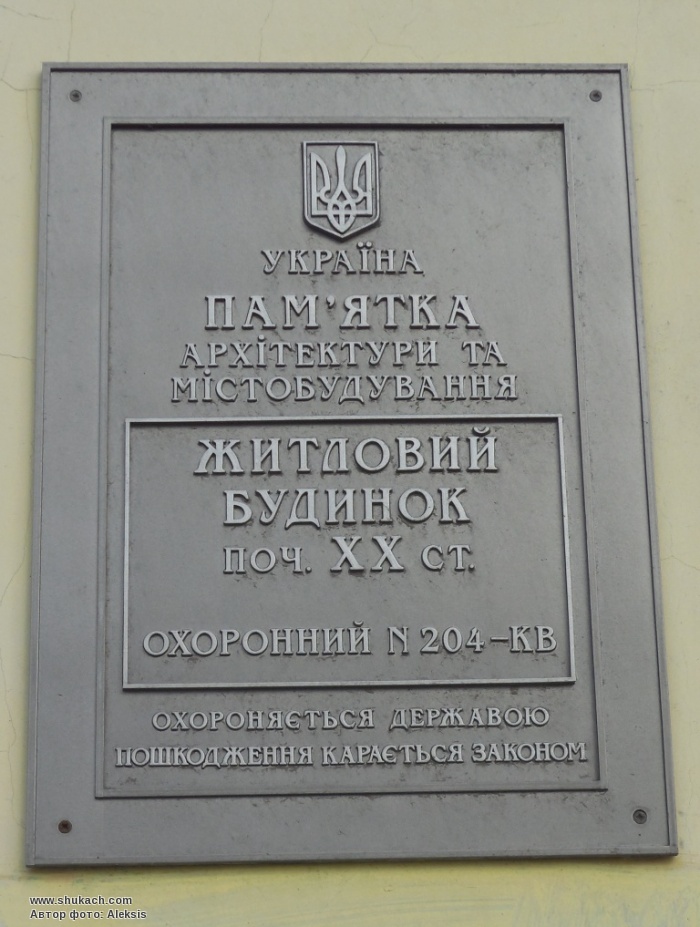 УКРАЇНА
ПАМ'ЯТКА
АРХІТЕКТУРИ ТА
МІСТОБУДУВАННЯ
ЖИТЛОВИЙ
БУДИНОК
ПОЧ. XX СТ.
ОХОРОННИЙ N 204-КВ
ОХОРОНЯЄТЬСЯ ДЕРЖАВОЮ
ПОШКОДЖЕННЯ КАРАЄТЬСЯ ЗАКОНОМ
www.shukach.com
Автор фото: Aleksis